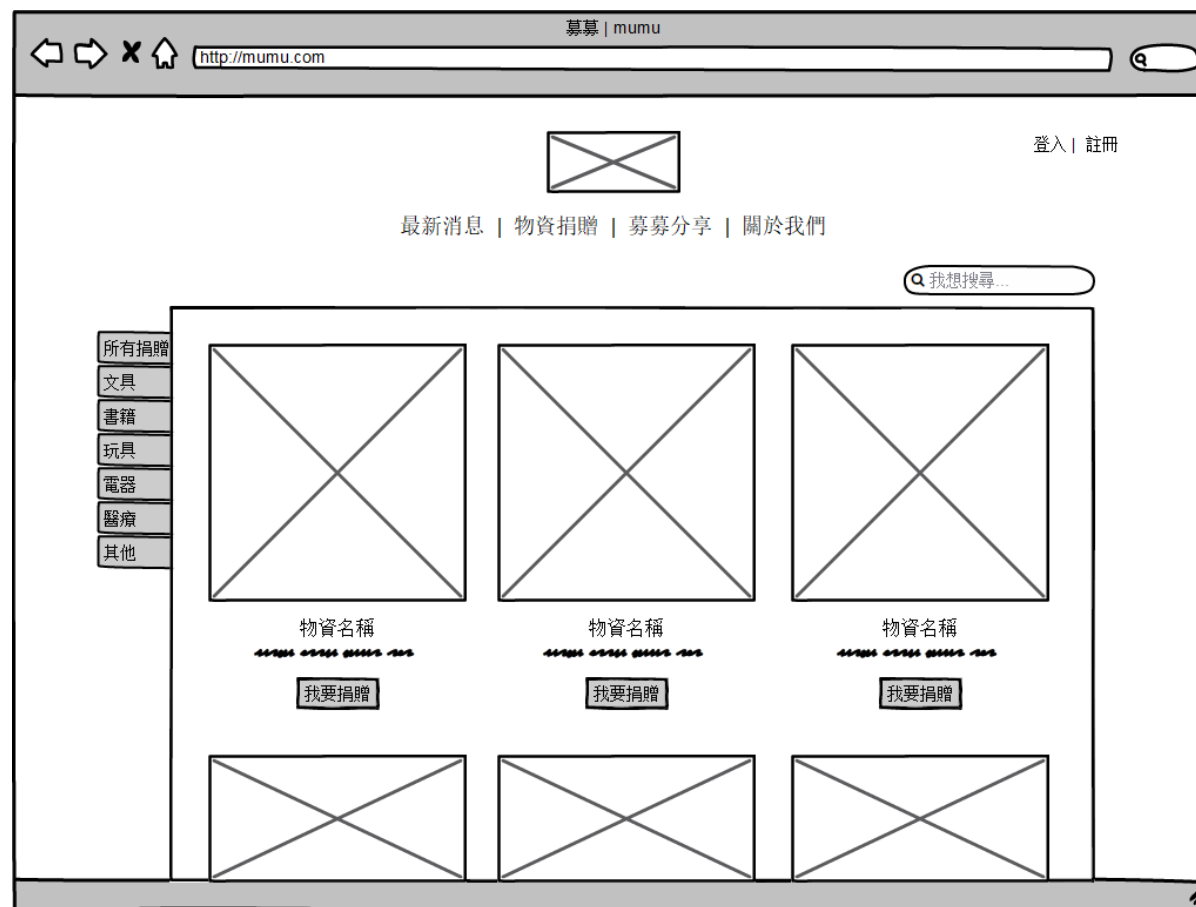 募募 | mumu
http://mumu.com
登入 | 註冊
最新消息 | 物資捐贈 | 募募分享 | 關於我們
我想搜尋...
所有捐贈
文具
書籍
玩具
電器
醫療
其他
物資名稱 物資名稱 物資名稱
我要捐贈 我要捐贈 我要捐贈